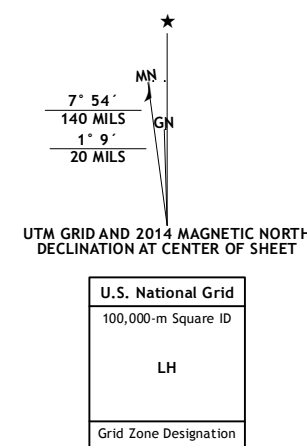 ★
MN
7° 54´
140 MILS
GN
1° 9´
20 MILS
UTM GRID AND 2014 MAGNETIC NORTH
DECLINATION AT CENTER OF SHEET
U.S. National Grid
100,000-m Square ID
LH
Grid Zone Designation